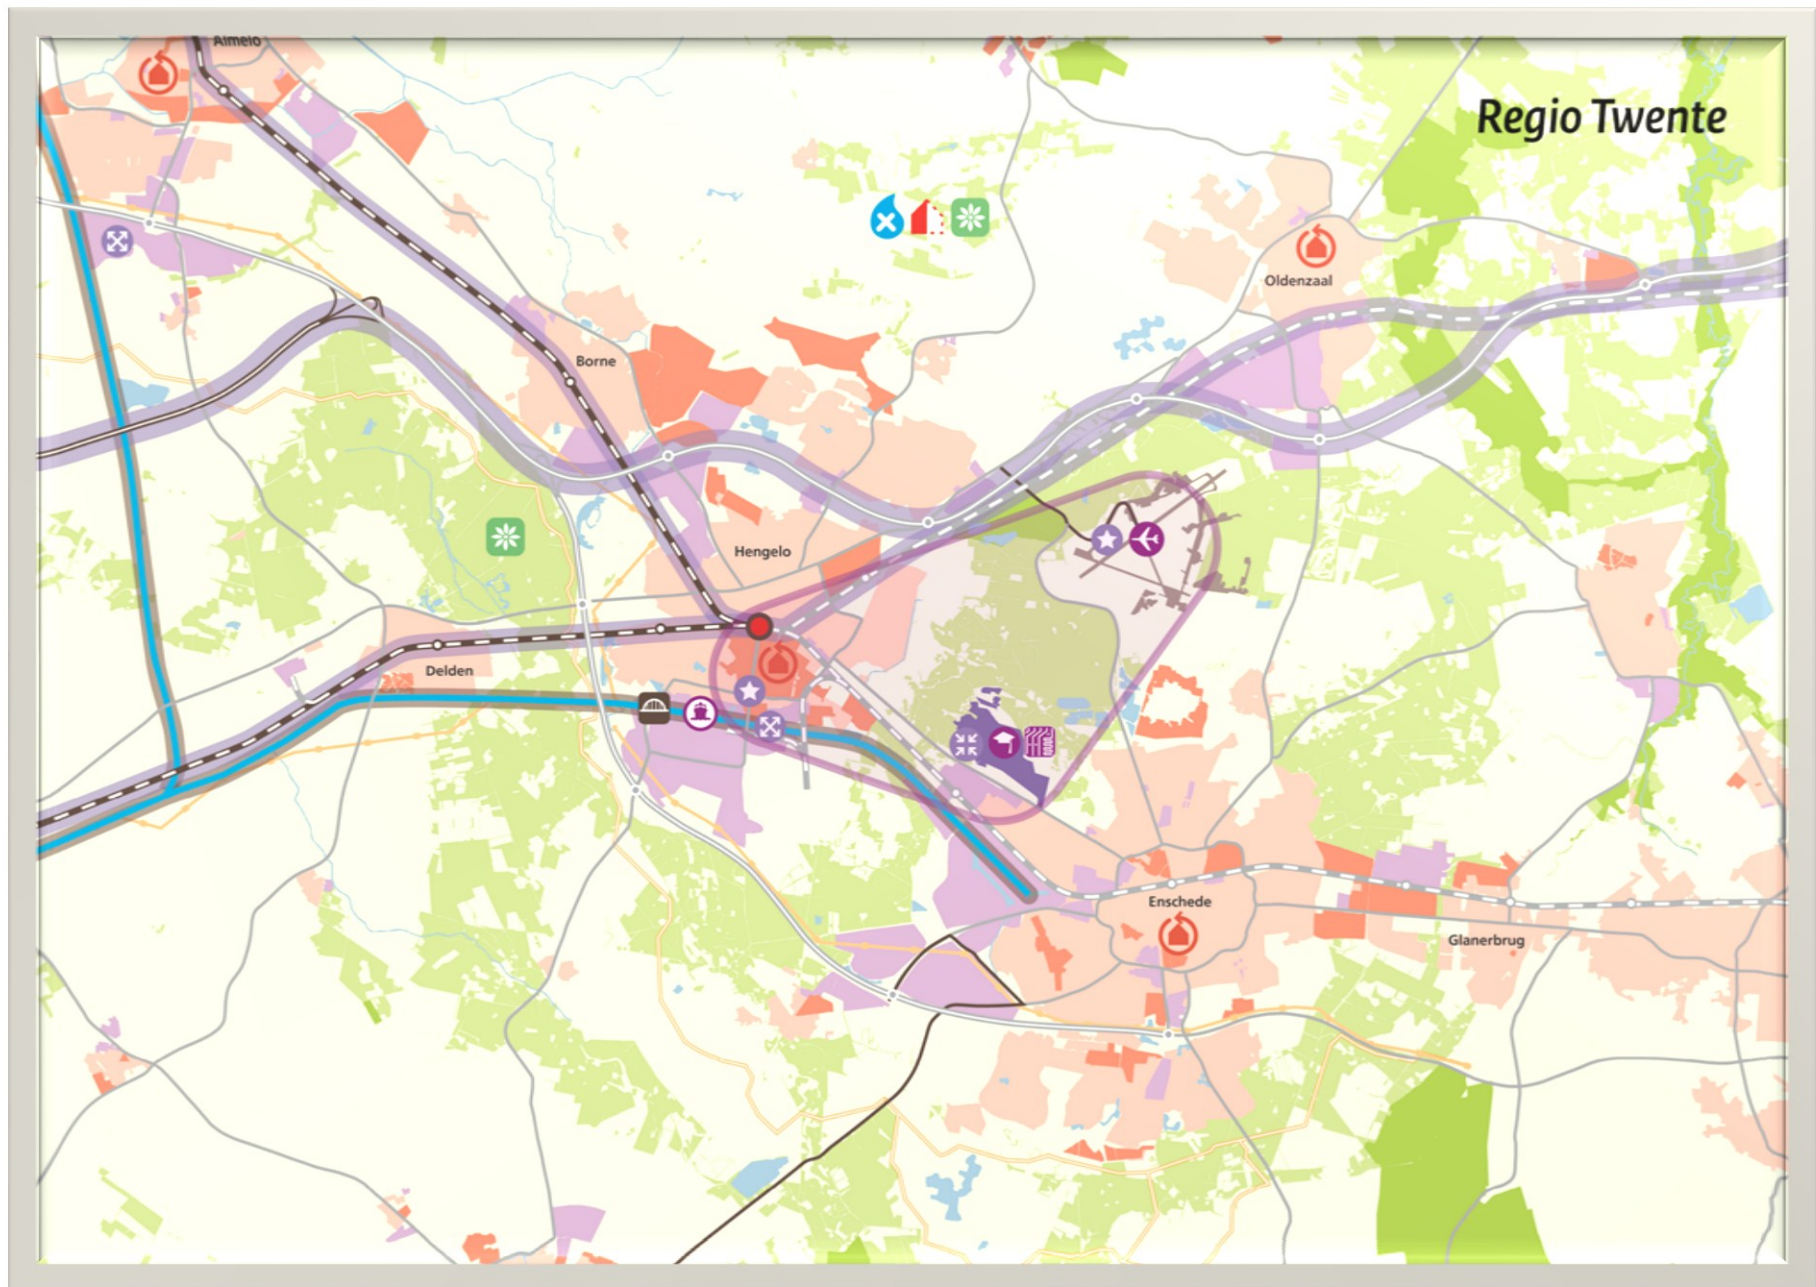 Almelo
Regio Twente
Oldenzaal
Borne
Hengelo
Delden
Enschede
Glanerbrug